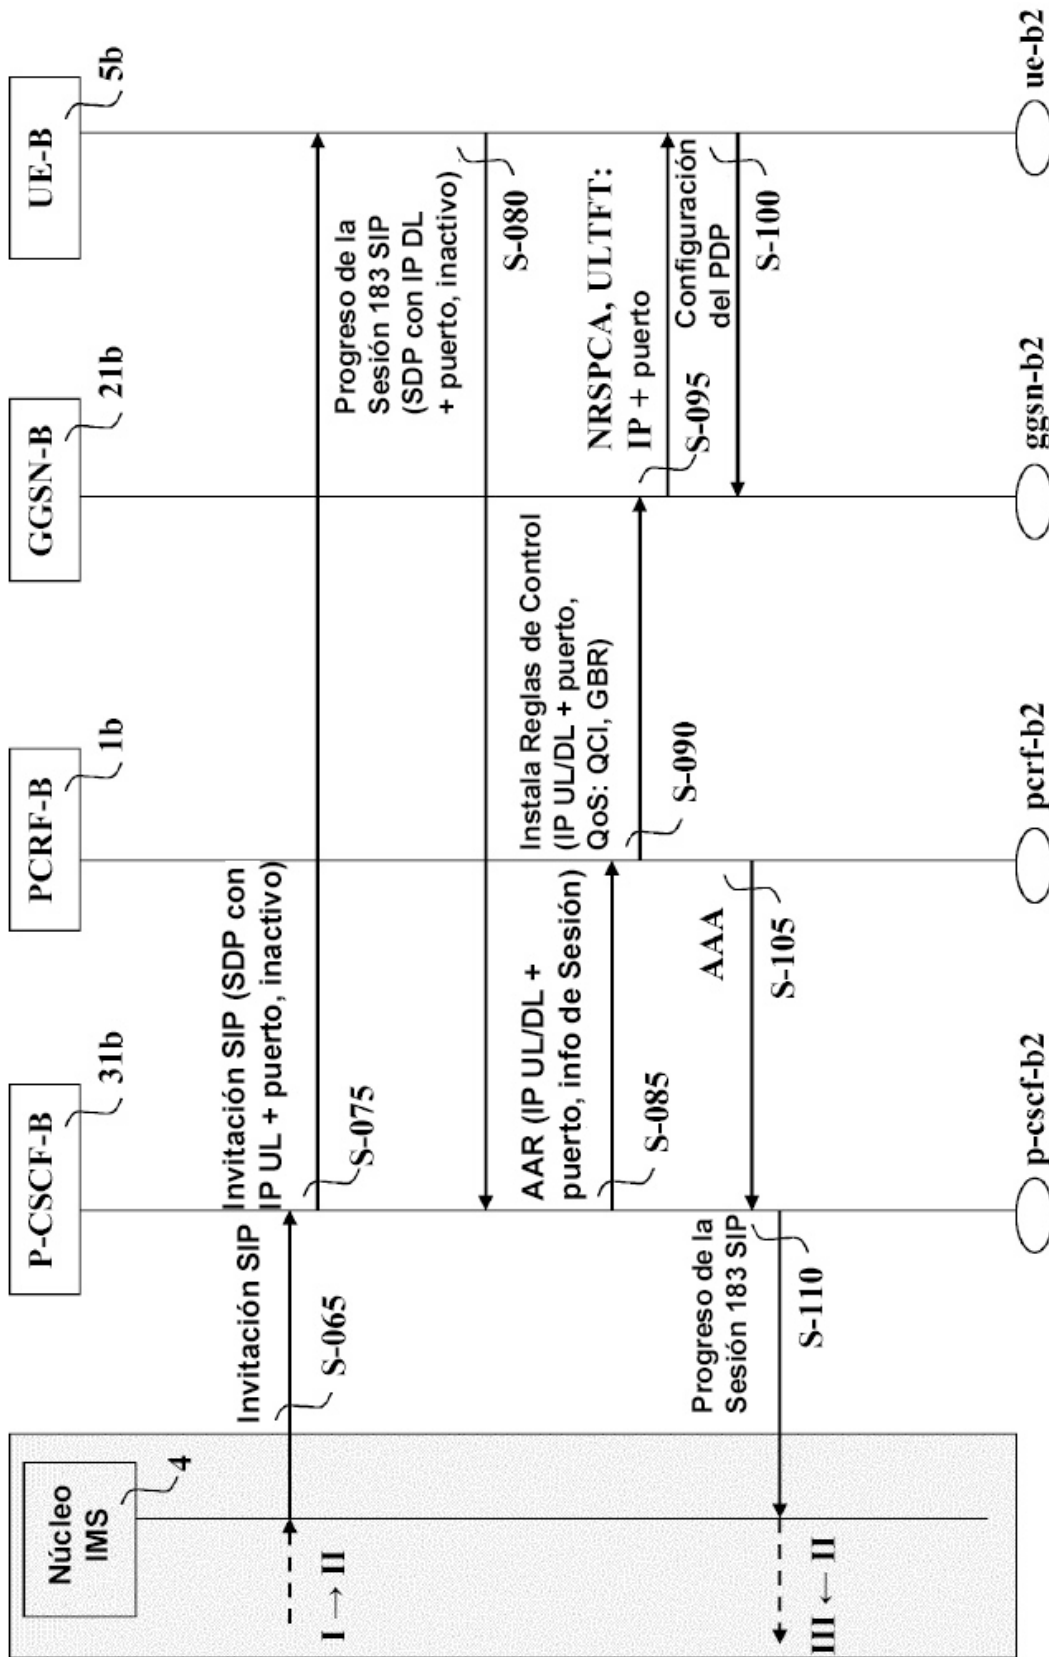 Núcleo
IMS
4
P-CSCF-B
31b
PCRF-B
1b
GGSN-B
21b
UE-B
5b
I → II
Invitación SIP
S-065
Invitación SIP (SDP con
IP UL + puerto, inactivo)
S-075
Progreso de la
Sesión 183 SIP
(SDP con IP DL
+ puerto, inactivo)
S-080
AAR (IP UL/DL +
puerto, info de Sesión)
S-085
Instala Reglas de Control
(IP UL/DL + puerto,
QoS: QCI, GBR)
S-090
NRSPCA, ULTFT:
IP + puerto
S-095
Configuración
del PDP
S-100
AAA
S-105
Progreso de la
Sesión 183 SIP
S-110
III ← II
p-cscf-b2
pcrf-b2
ggsn-b2
ue-b2